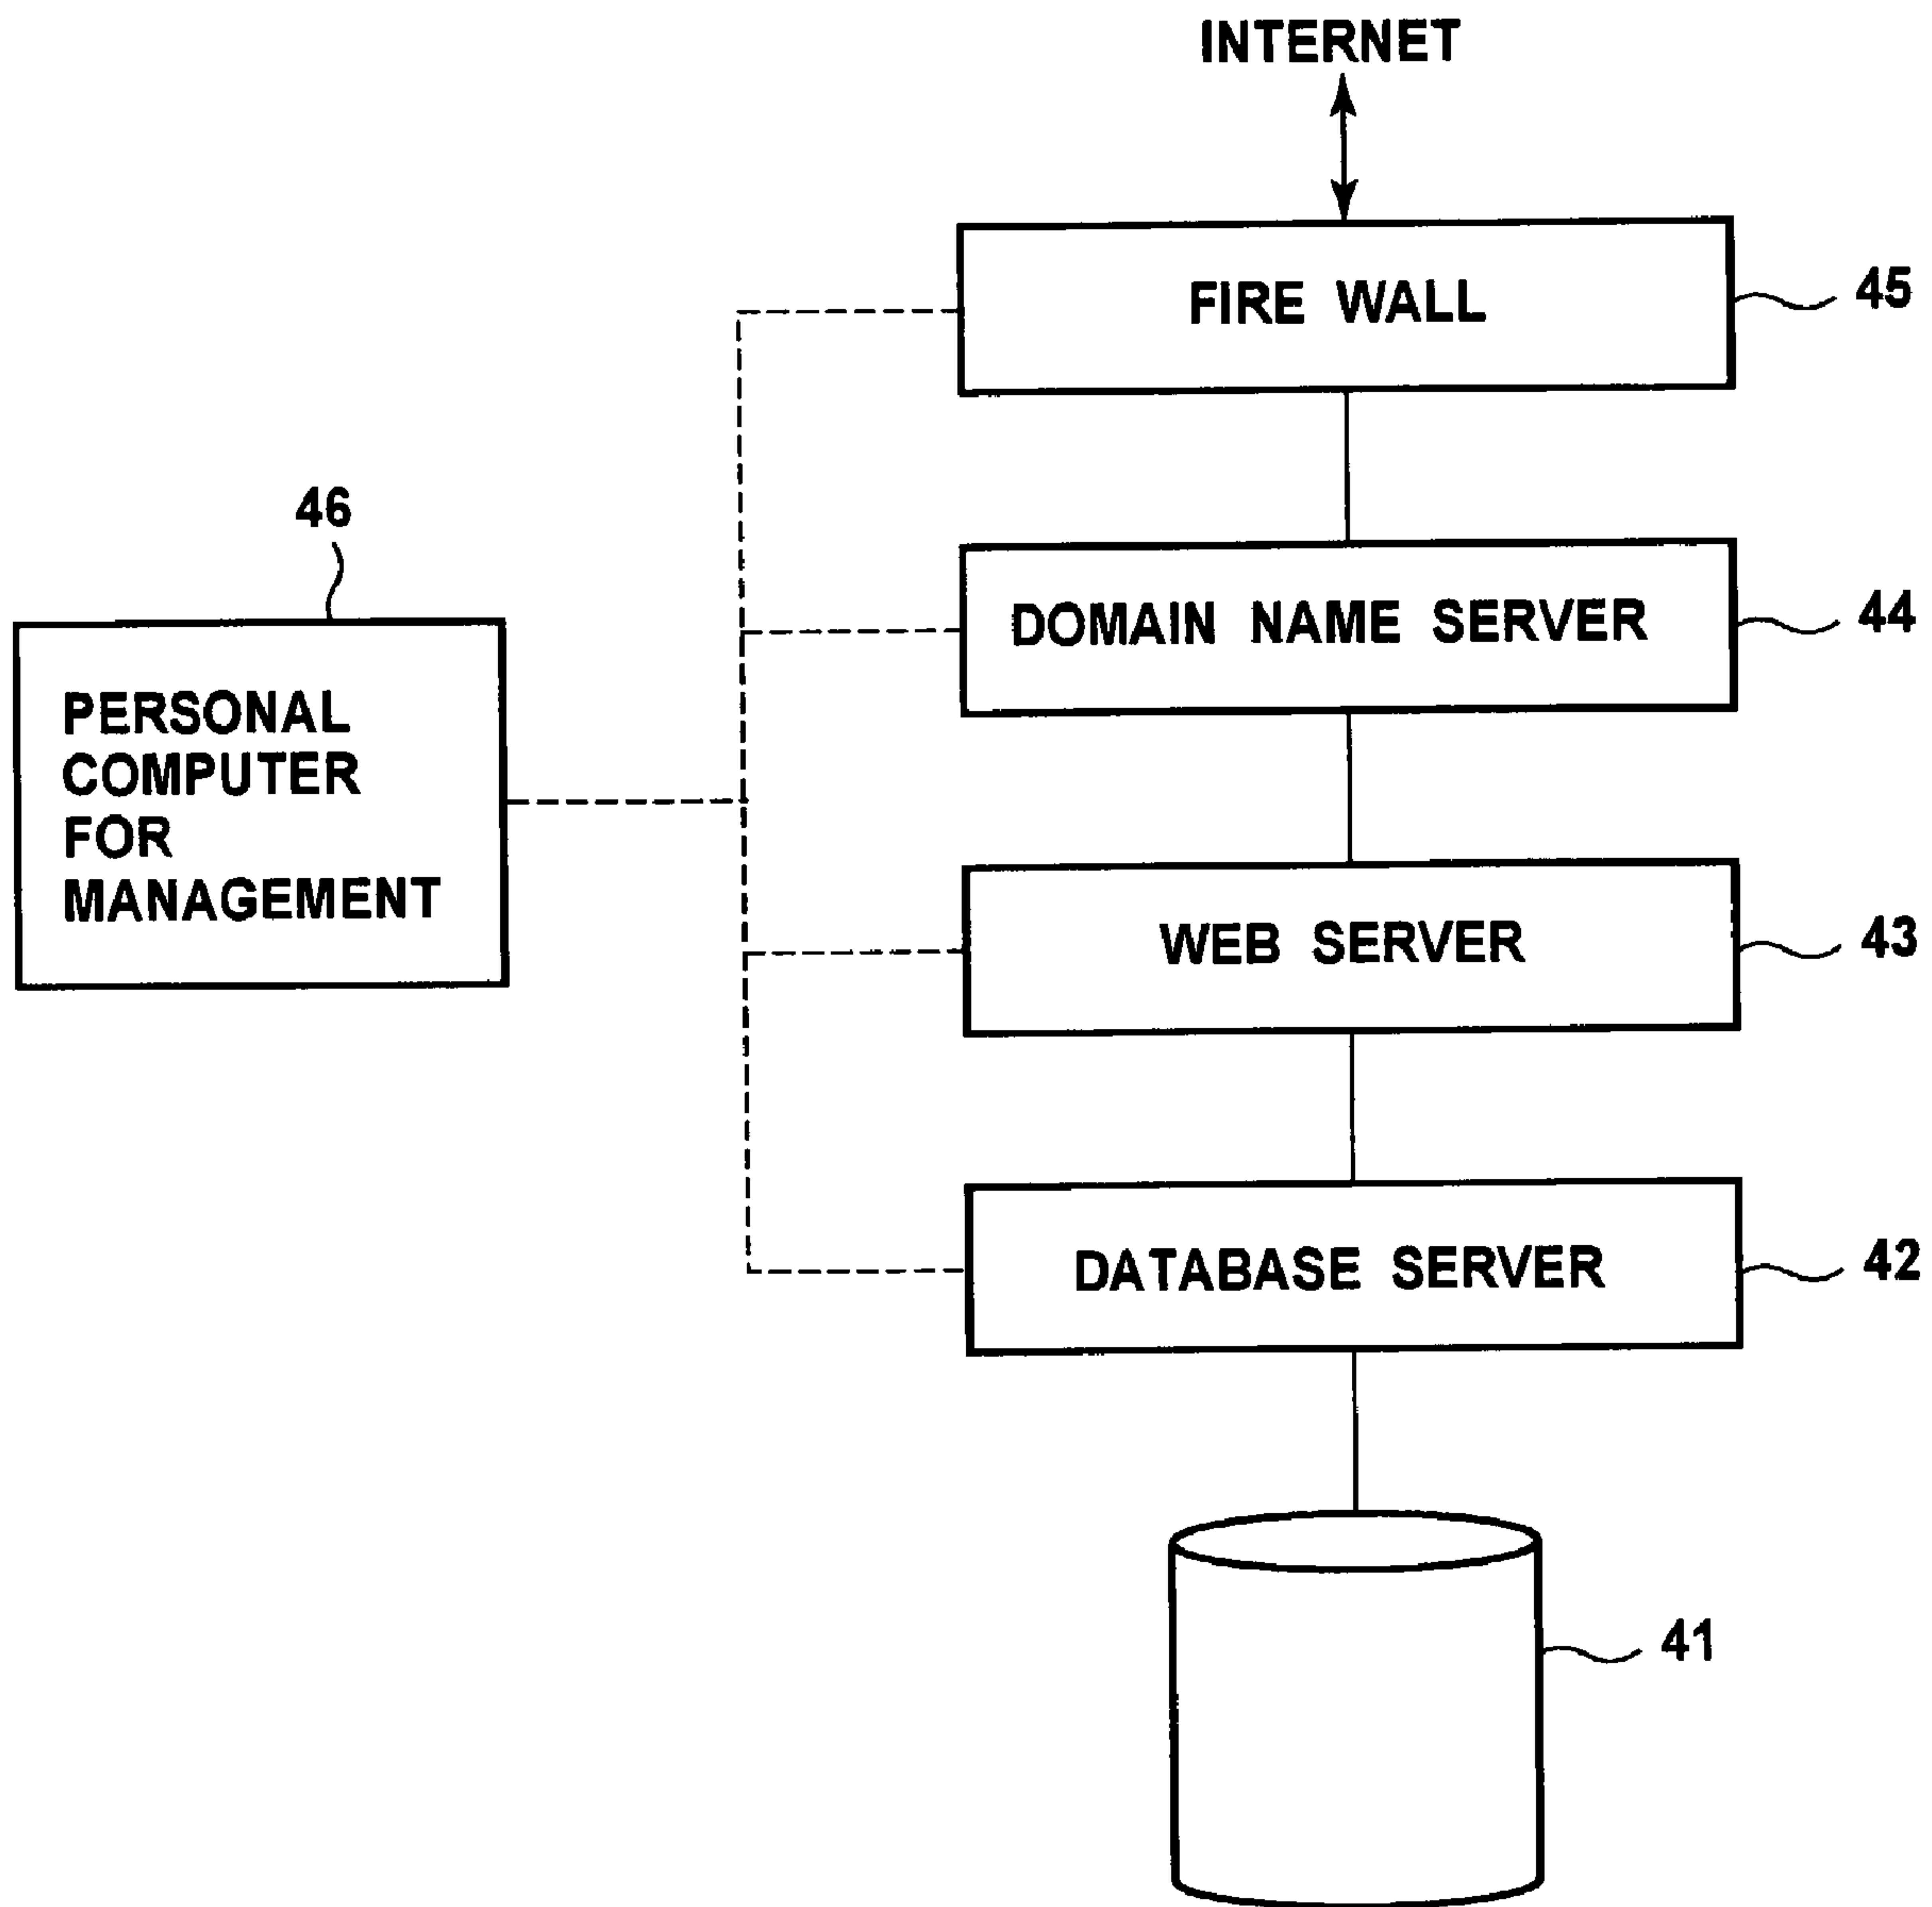 INTERNET
FIRE WALL
45
46
DOMAIN NAME SERVER
44
PERSONAL
COMPUTER
FOR
MANAGEMENT
WEB SERVER
43
DATABASE SERVER
42
41